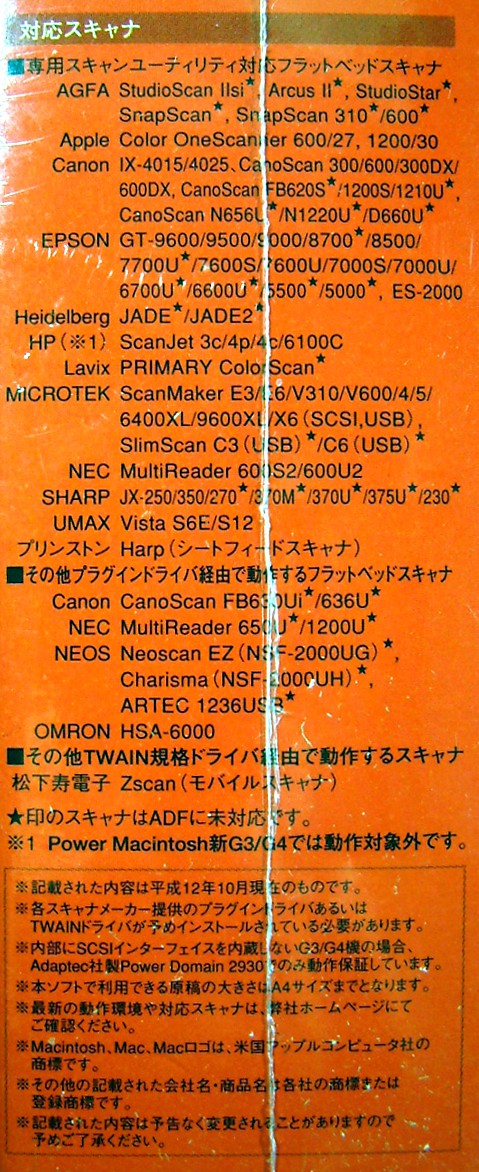 対応スキャナ
■専用スキャンユーティリティ対応フラットベッドスキャナ
AGFA StudioScan IIsi★, Arcus II★, StudioStar★,
SnapScan★, SnapScan 310★/600★
Apple Color OneScanner 600/27, 1200/30
Canon IX-4015/4025、CanoScan 300/600/300DX/
600DX, CanoScan FB620S★/1200S/1210U★,
CanoScan N656U★/N1220U★/D660U★
EPSON GT-9600/9500/9000/8700★/8500/
7700U★/7600S/7600U/7000S/7000U/
6700U★/6600U★/5500★/5000★, ES-2000
Heidelberg JADE★/JADE2★
HP（※1） ScanJet 3c/4p/4c/6100C
Lavix PRIMARY ColorScan★
MICROTEK ScanMaker E3/E6/V310/V600/4/5/
6400XL/9600XL/X6（SCSI,USB）,
SlimScan C3（USB）★/C6（USB）★
NEC MultiReader 600S2/600U2
SHARP JX-250/350/270★/370M★/370U★/375U★/230★
UMAX Vista S6E/S12
プリンストン Harp（シートフィードスキャナ）
■その他プラグインドライバ経由で動作するフラットベッドスキャナ
Canon CanoScan FB630Ui★/636U★
NEC MultiReader 650U★/1200U★
NEOS Neoscan EZ（NSF-2000UG）★,
Charisma（NSF-2000UH）★,
ARTEC 1236USB★
OMRON HSA-6000
■その他TWAIN規格ドライバ経由で動作するスキャナ
松下寿電子 Zscan（モバイルスキャナ）
★印のスキャナはADFに未対応です。
※1 Power Macintosh新G3/G4では動作対象外です。
※記載された内容は平成12年10月現在のものです。
※各スキャナメーカー提供のプラグインドライバあるいは
TWAINドライバが予めインストールされている必要があります。
※内部にSCSIインターフェイスを内蔵しないG3/G4機の場合、
Adaptec社製Power Domain 2930でのみ動作保証しています。
※本ソフトで利用できる原稿の大きさはA4サイズまでとなります。
※最新の動作環境や対応スキャナは、弊社ホームページにて
ご確認ください。
※Macintosh、Mac、Macロゴは、米国アップルコンピュータ社の
商標です。
※その他の記載された会社名・商品名は各社の商標または
登録商標です。
※記載された内容は予告なく変更されることがありますので
予めご了承ください。